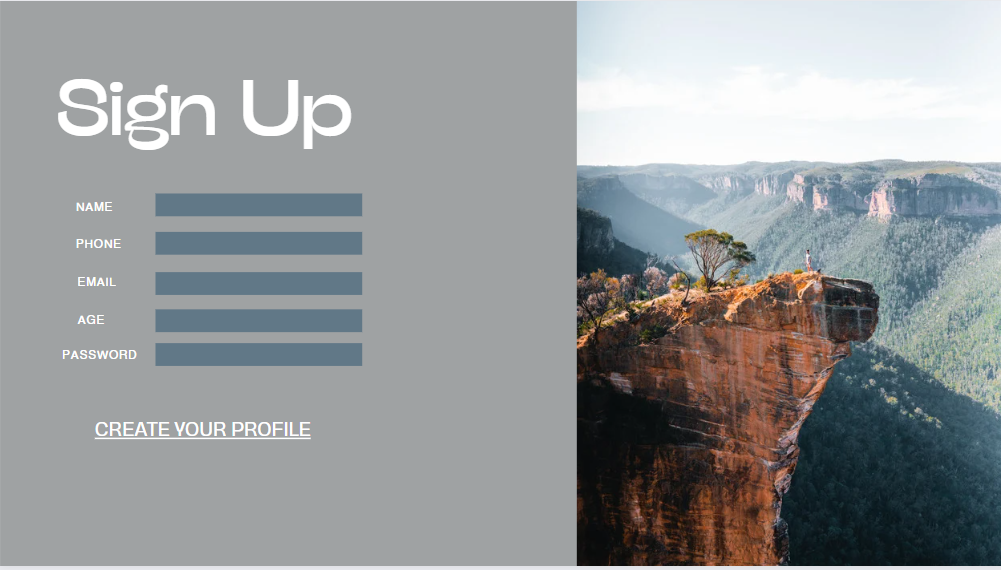 Sign Up
NAME
PHONE
EMAIL
AGE
PASSWORD
CREATE YOUR PROFILE